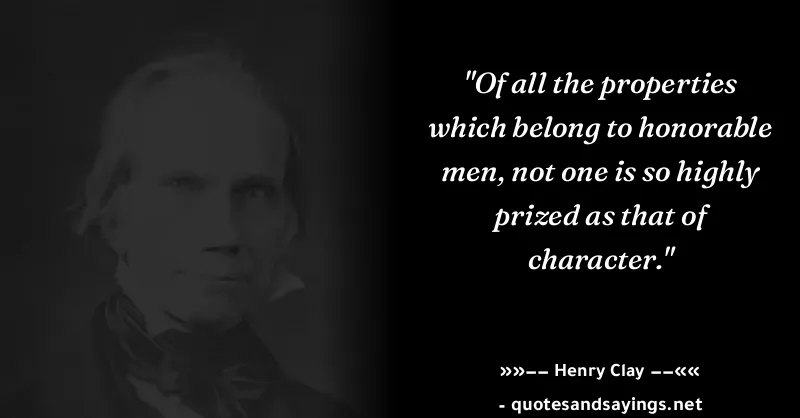 "Of all the properties
which belong to honorable
men, not one is so highly
prized as that of
character."
»»–– Henry Clay ––««
- quotesandsayings.net